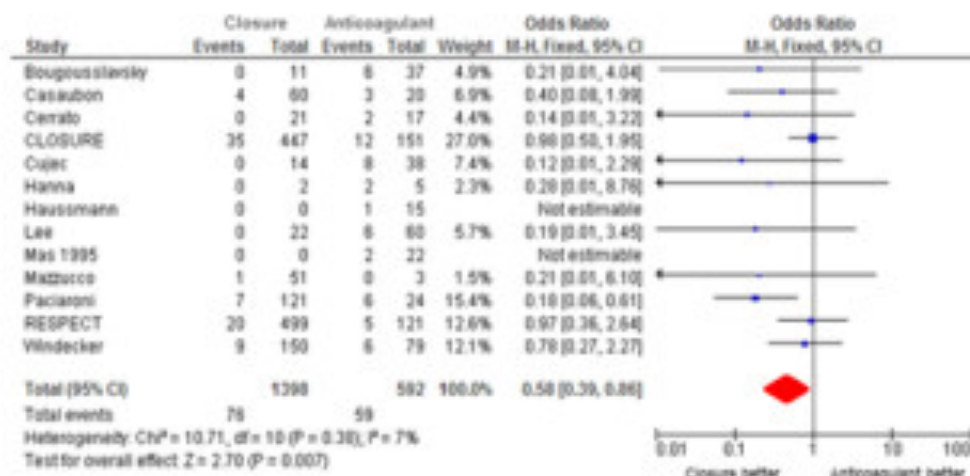 Closure Anticoagulant Odds Ratio Odds Ratio
Study Events Total Events Total Weight M-H, Fixed, 95% CI M-H, Fixed, 95% CI
Bougousslavsky 0 11 6 37 4.9% 0.21 [0.01, 4.04]
Casaubon 4 60 3 20 6.9% 0.40 [0.08, 1.99]
Cerrato 0 21 2 17 4.4% 0.14 [0.01, 3.22]
CLOSURE 35 447 12 151 27.0% 0.98 [0.50, 1.95]
Cujec 0 14 8 38 7.4% 0.12 [0.01, 2.29]
Hanna 0 2 2 5 2.3% 0.28 [0.01, 8.76]
Haussmann 0 0 1 15 Not estimable
Lee 0 22 6 60 5.7% 0.19 [0.01, 3.45]
Mas 1995 0 0 2 22 Not estimable
Mazzucco 1 51 0 3 1.5% 0.21 [0.01, 6.10]
Paciaroni 7 121 6 24 15.4% 0.18 [0.06, 0.61]
RESPECT 20 499 5 121 12.6% 0.97 [0.36, 2.64]
Windecker 9 150 6 79 12.1% 0.78 [0.27, 2.27]
Total (95% CI) 1398 592 100.0% 0.58 [0.39, 0.86]
Total events 76 59
Heterogeneity: Chi² = 10.71, df = 10 (P = 0.38); I² = 7%
Test for overall effect: Z = 2.70 (P = 0.007)
0.01 0.1 1 10 100
Closure better Anticoagulant better